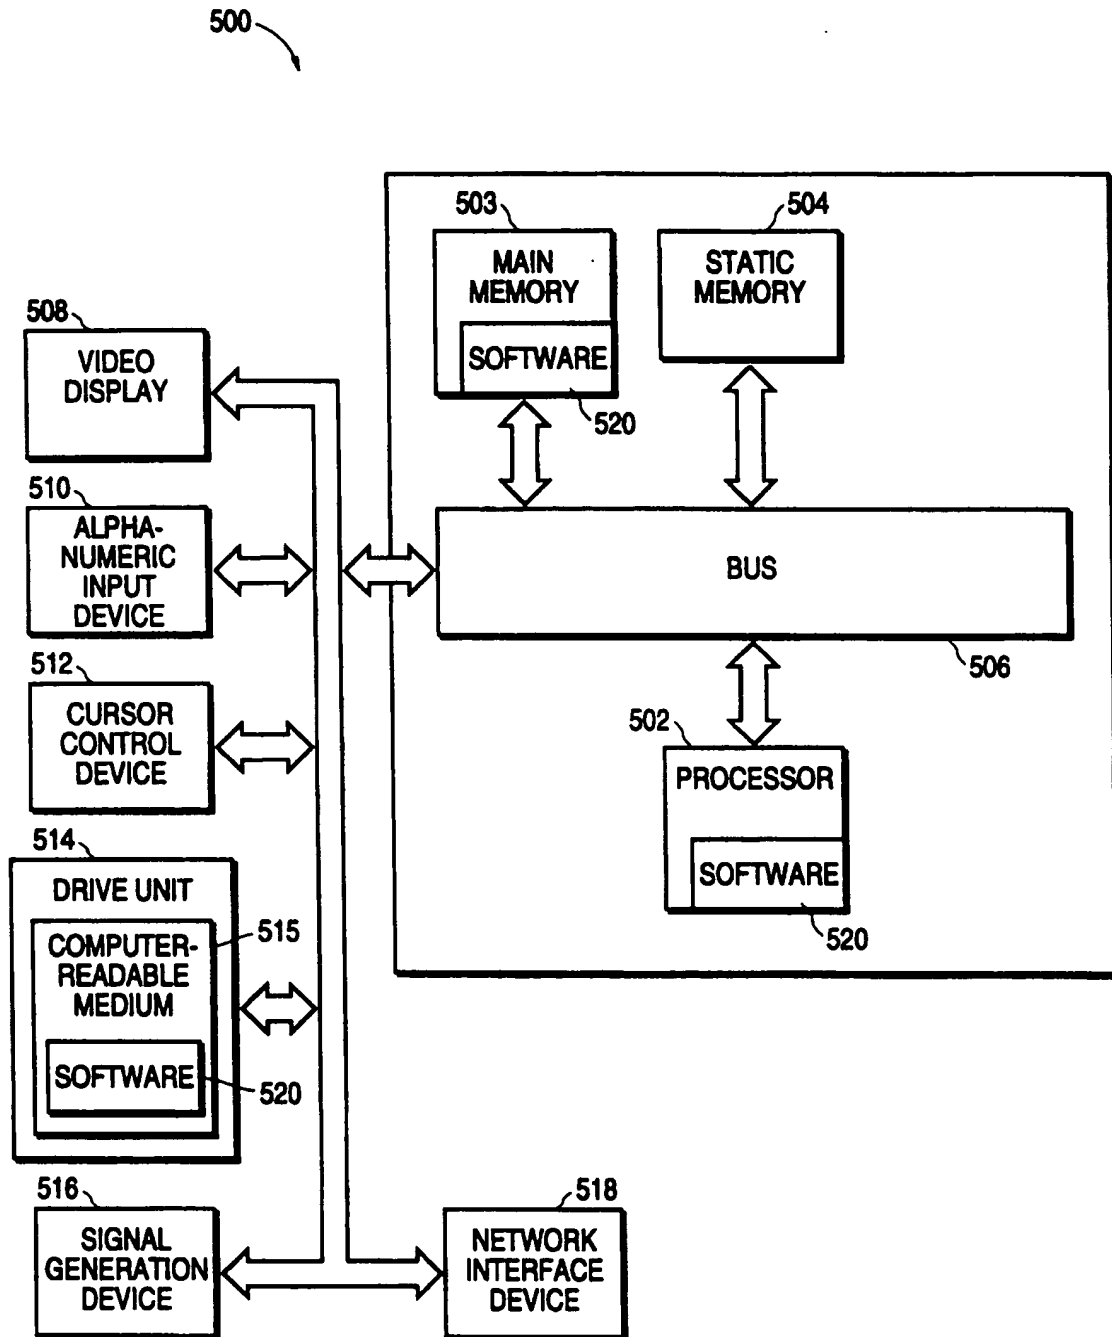 500
503
MAIN
MEMORY
SOFTWARE
520
504
STATIC
MEMORY
508
VIDEO
DISPLAY
510
ALPHA-
NUMERIC
INPUT
DEVICE
BUS
506
512
CURSOR
CONTROL
DEVICE
502
PROCESSOR
SOFTWARE
520
514
DRIVE UNIT
COMPUTER-
READABLE
MEDIUM
515
SOFTWARE
520
516
SIGNAL
GENERATION
DEVICE
518
NETWORK
INTERFACE
DEVICE